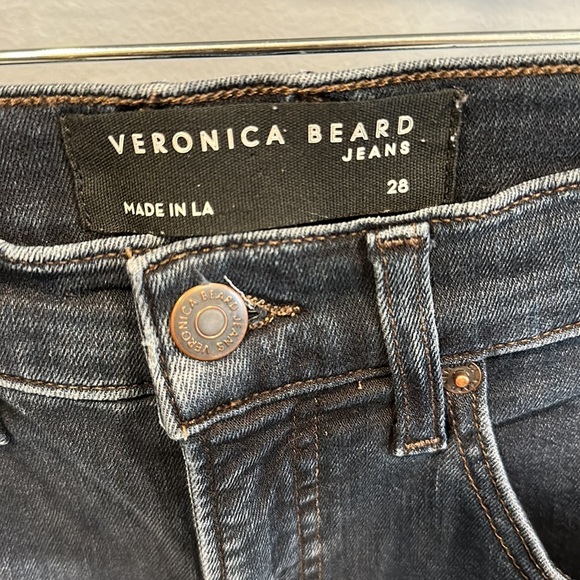 VERONICA BEARD
JEANS
28
MADE IN LA
VERONICA BEARD JEANS